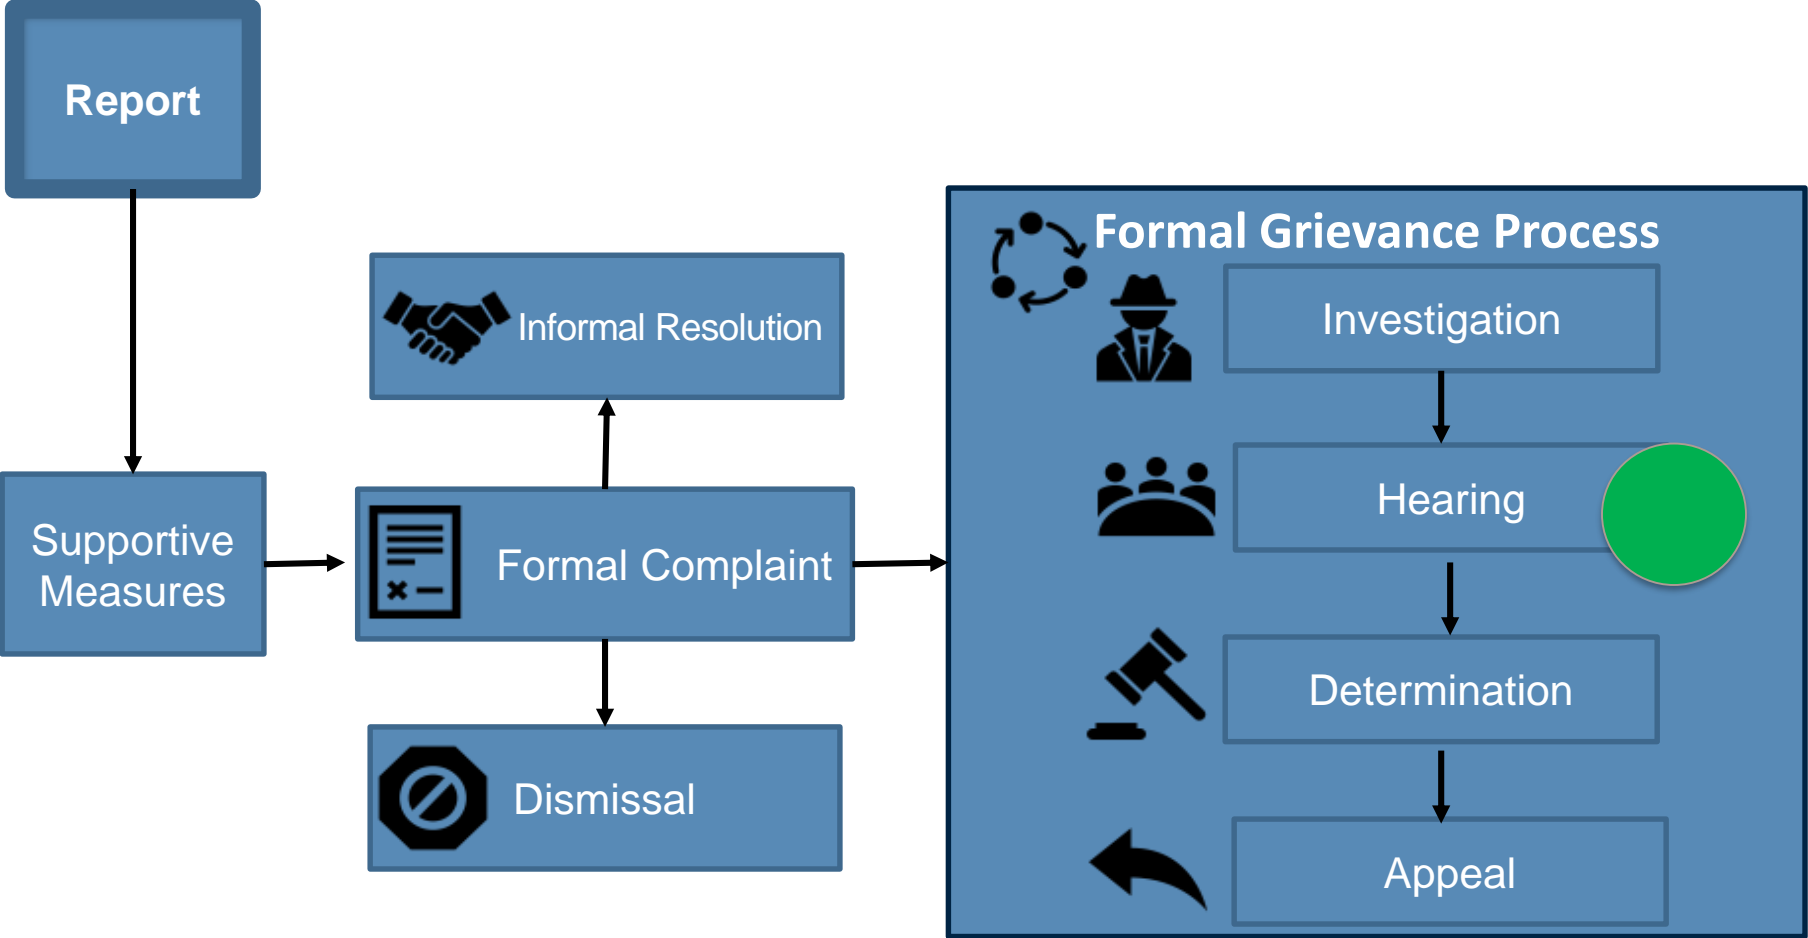 Report
Supportive
Measures
Informal Resolution
Formal Complaint
Dismissal
Formal Grievance Process
Investigation
Hearing
Determination
Appeal